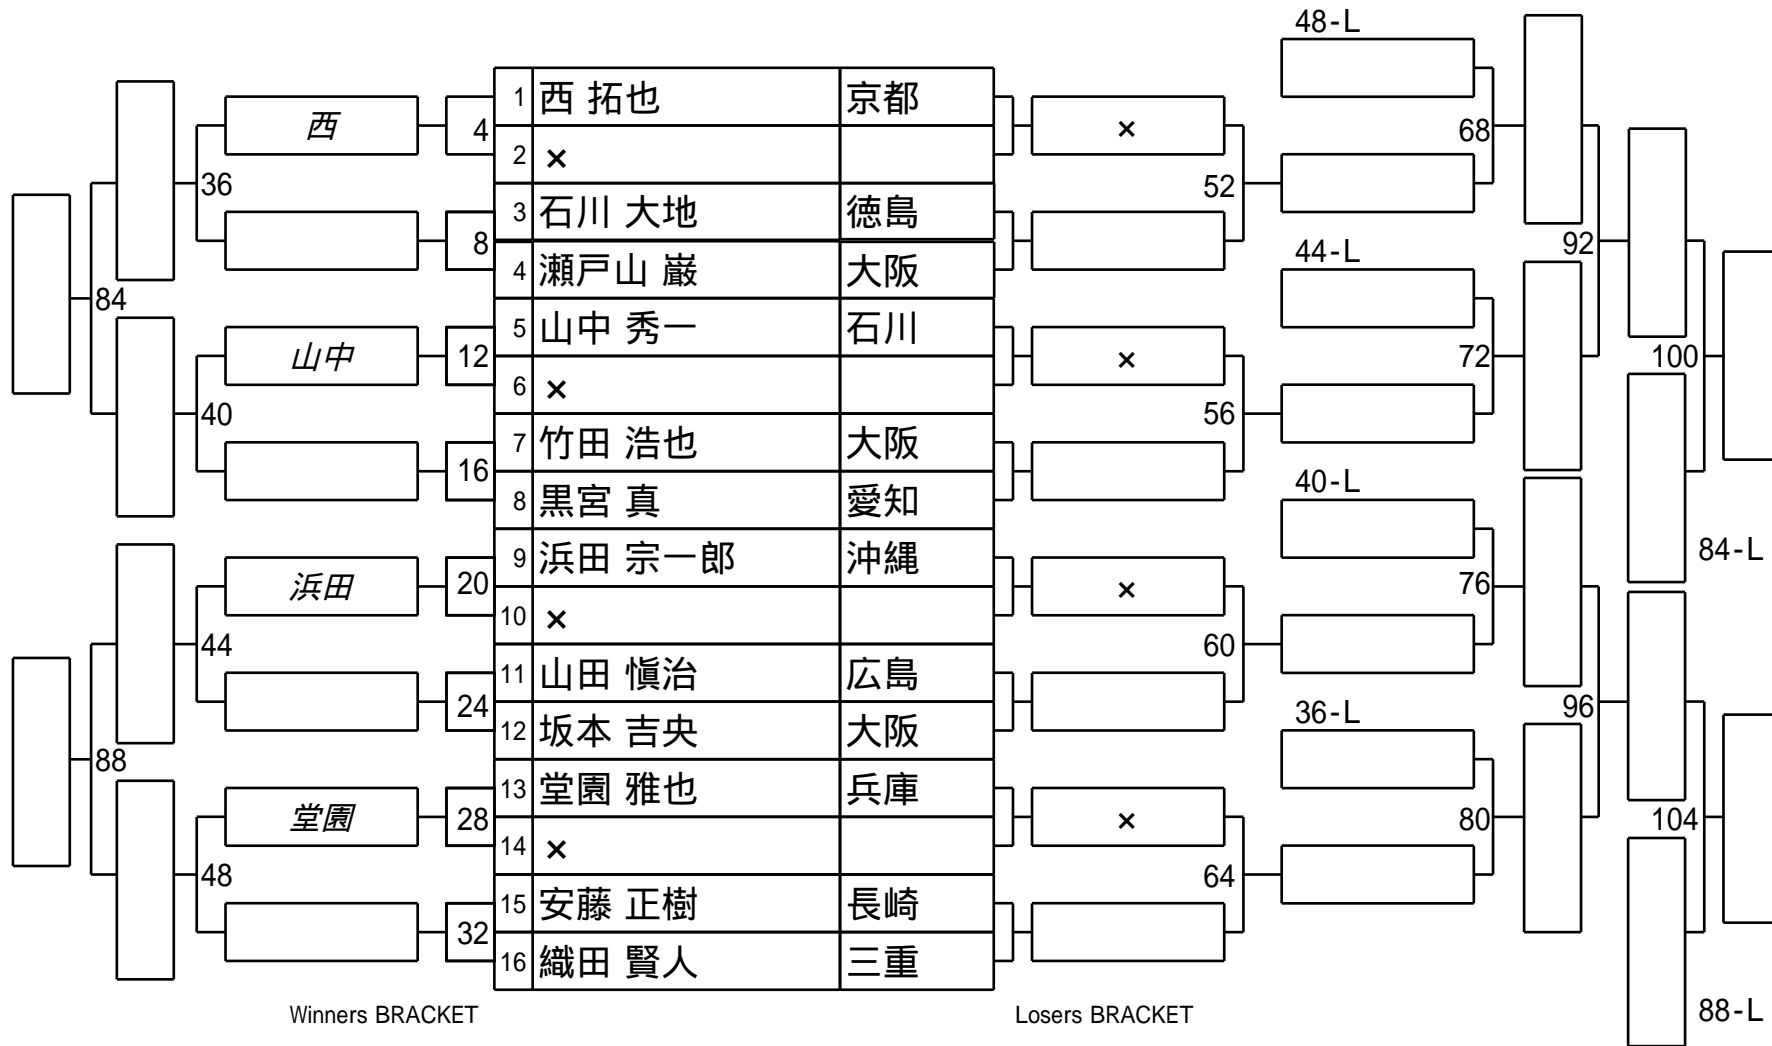 48-L
1 西 拓也 京都
西 4 × 68
2 ×
36 52
3 石川 大地 徳島
8 44-L 92
4 瀬戸山 巌 大阪
84
5 山中 秀一 石川
山中 12 × 72 100
6 ×
40 56
7 竹田 浩也 大阪
16 40-L
8 黒宮 真 愛知
84-L
9 浜田 宗一郎 沖縄
浜田 20 × 76
10 ×
44 60
11 山田 愼治 広島
24 36-L 96
12 坂本 吉央 大阪
88
13 堂園 雅也 兵庫
堂園 28 × 80 104
14 ×
48 64
15 安藤 正樹 長崎
32
16 織田 賢人 三重
Winners BRACKET Losers BRACKET 88-L